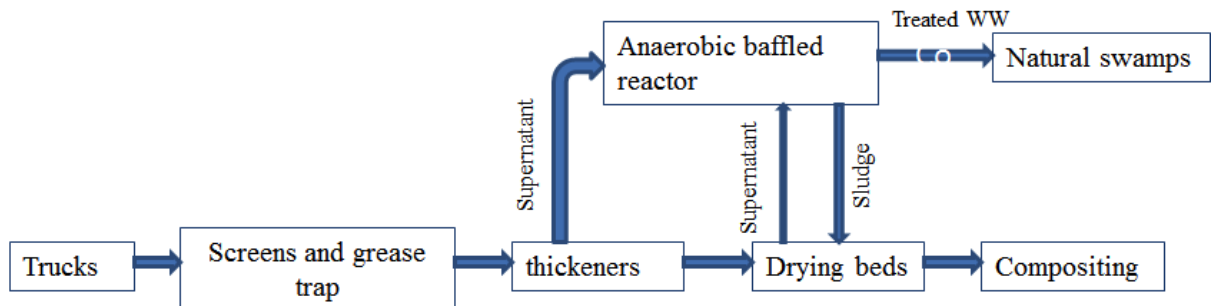 Treated WW
Anaerobic baffled
reactor
Natural swamps
Supernatant
Supernatant
Sludge
Trucks
Screens and grease
trap
thickeners
Drying beds
Compositing